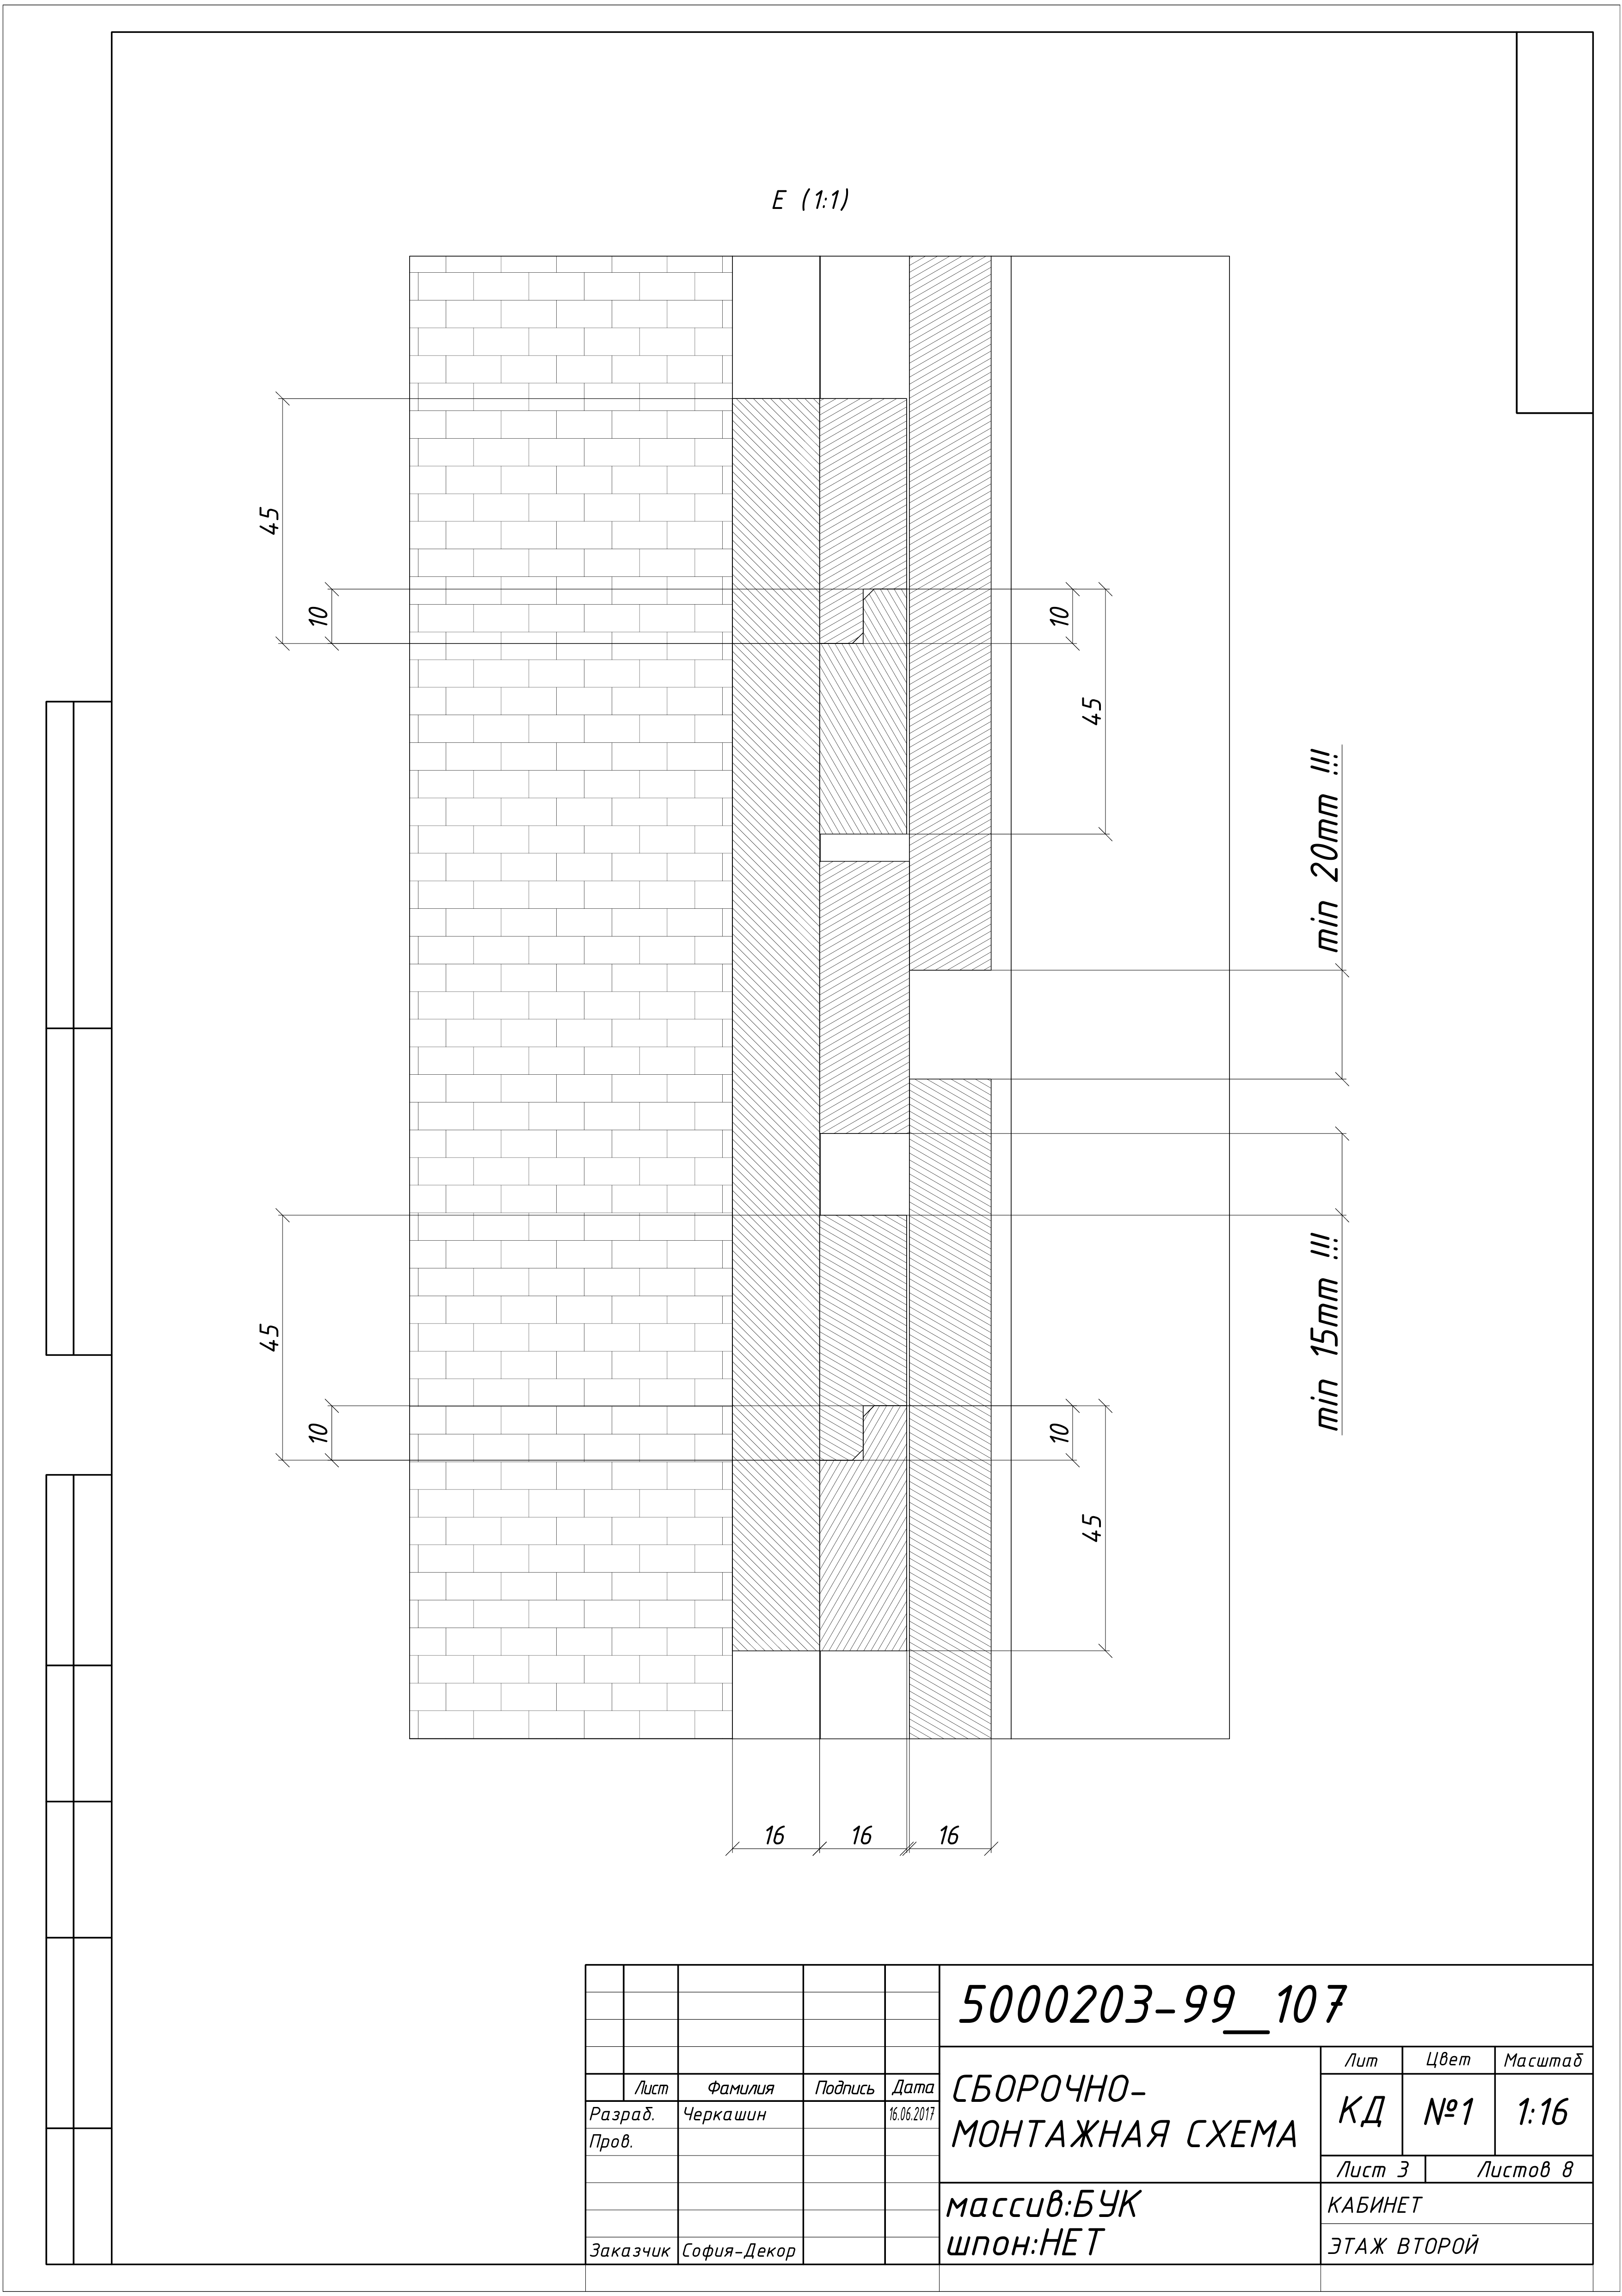 E (1:1)
45
10
10
45
min 20mm !!!
45
10
10
45
min 15mm !!!
16 16 16
5000203-99__107
Лист Фамилия Подпись Дата
Разраб. Черкашин 16.06.2017
Пров.
Заказчик София-Декор
СБОРОЧНО-
МОНТАЖНАЯ СХЕМА
Лит Цвет Масштаб
КД №1 1:16
Лист 3 Листов 8
массив:БУК
шпон:НЕТ
КАБИНЕТ
ЭТАЖ ВТОРОЙ